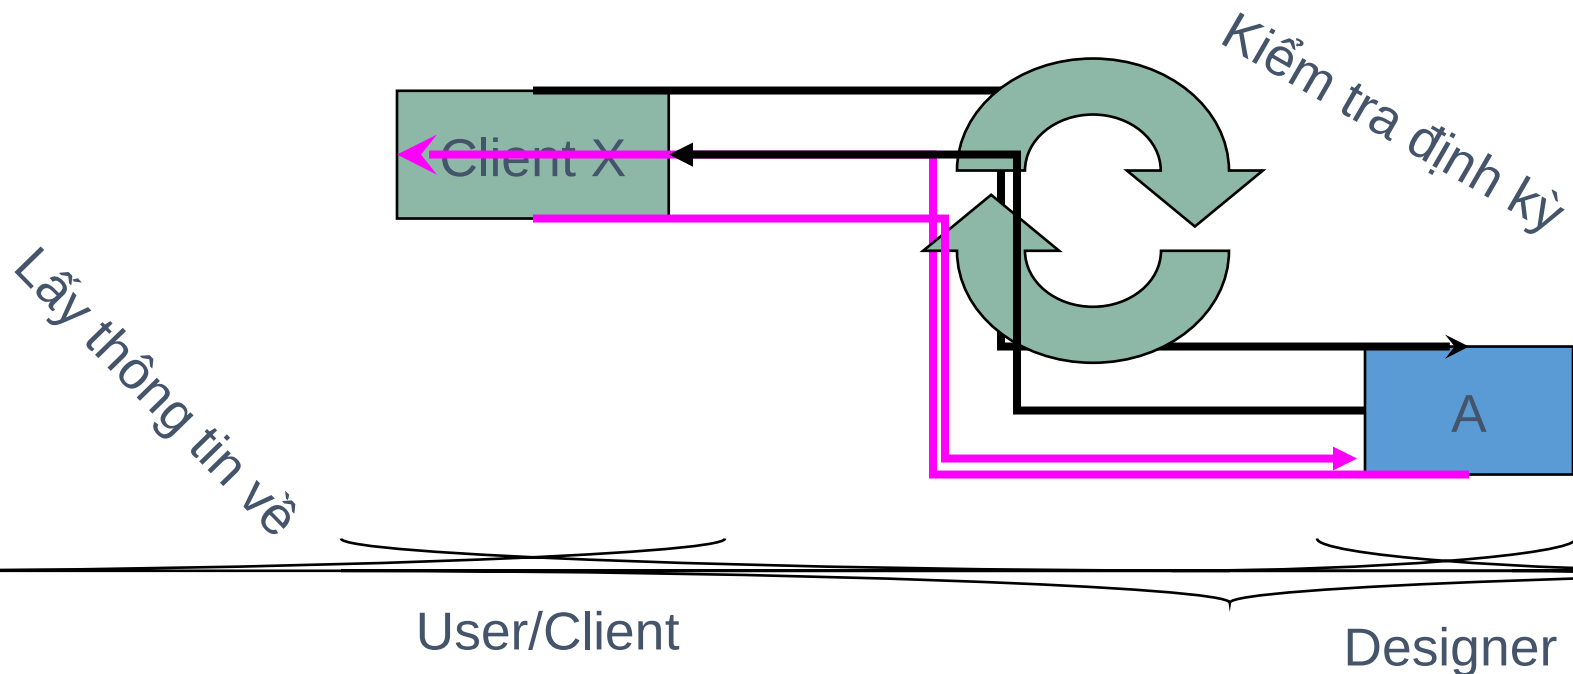 Kiểm tra định kỳ
Client X
Lấy thông tin về
A
User/Client
Designer